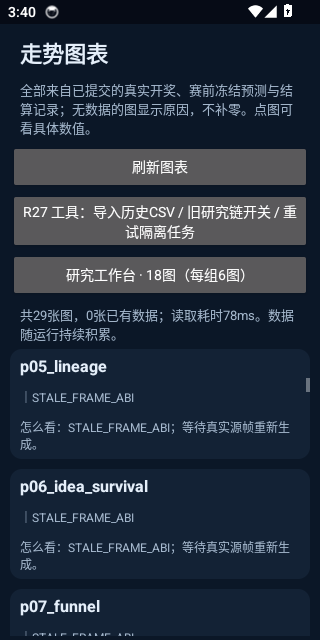 3:40
走势图表
全部来自已提交的真实开奖、赛前冻结预测与结
算记录；无数据的图显示原因，不补零。点图可
看具体数值。
刷新图表
R27 工具：导入历史CSV / 旧研究链开关 / 重
试隔离任务
研究工作台 · 18图（每组6图）
共29张图，0张已有数据；读取耗时78ms。数据
随运行持续积累。
p05_lineage
｜STALE_FRAME_ABI
怎么看：STALE_FRAME_ABI；等待真实源帧重新生
成。
p06_idea_survival
｜STALE_FRAME_ABI
怎么看：STALE_FRAME_ABI；等待真实源帧重新生
成。
p07_funnel
｜STALE_FRAME_ABI